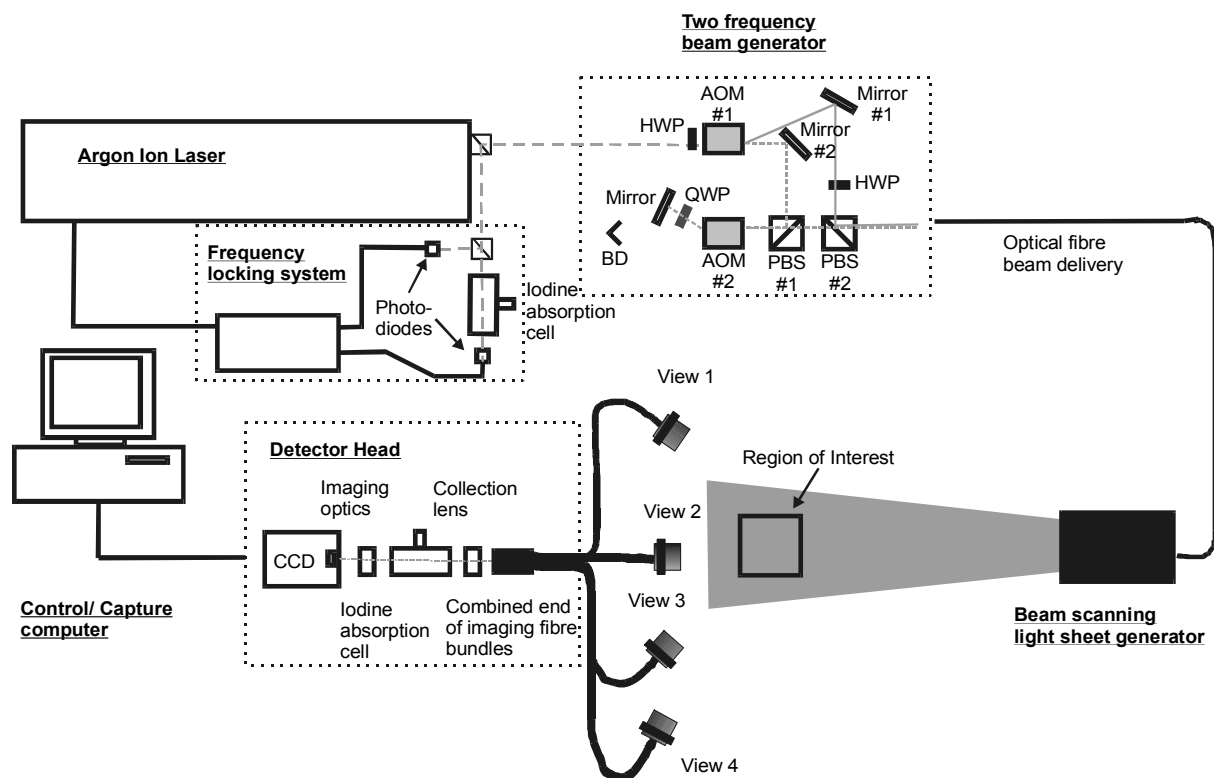 Two frequency
beam generator
AOM
#1
Mirror
#1
HWP
Mirror
#2
Argon Ion Laser
HWP
Mirror
QWP
BD
AOM
#2
PBS
#1
PBS
#2
Optical fibre
beam delivery
Frequency
locking system
Photo-
diodes
Iodine
absorption
cell
View 1
Detector Head
Region of Interest
Imaging
optics
Collection
lens
View 2
CCD
View 3
Control/ Capture
computer
Iodine
absorption
cell
Combined end
of imaging fibre
bundles
Beam scanning
light sheet generator
View 4